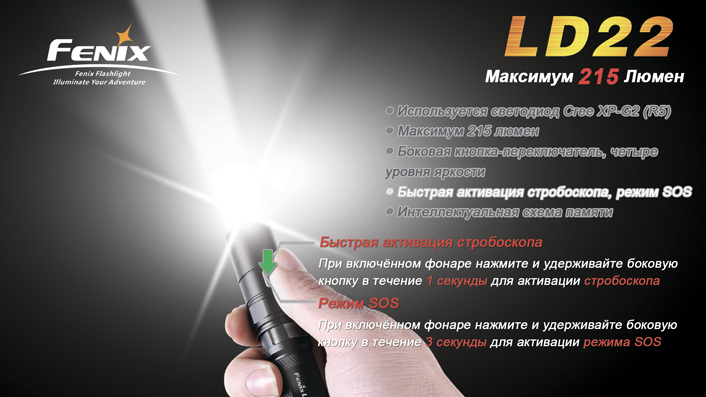 FENIX
Fenix Flashlight
Illuminate Your Adventure
LD22
Максимум 215 Люмен
• Используется светодиод Cree XP-G2 (R5)
• Максимум 215 люмен
• Боковая кнопка-переключатель, четыре
уровня яркости
• Быстрая активация стробоскопа, режим SOS
• Интеллектуальная схема памяти
Быстрая активация стробоскопа
При включённом фонаре нажмите и удерживайте боковую
кнопку в течение 1 секунды для активации стробоскопа
Режим SOS
При включённом фонаре нажмите и удерживайте боковую
кнопку в течение 3 секунды для активации режима SOS
FENIX L